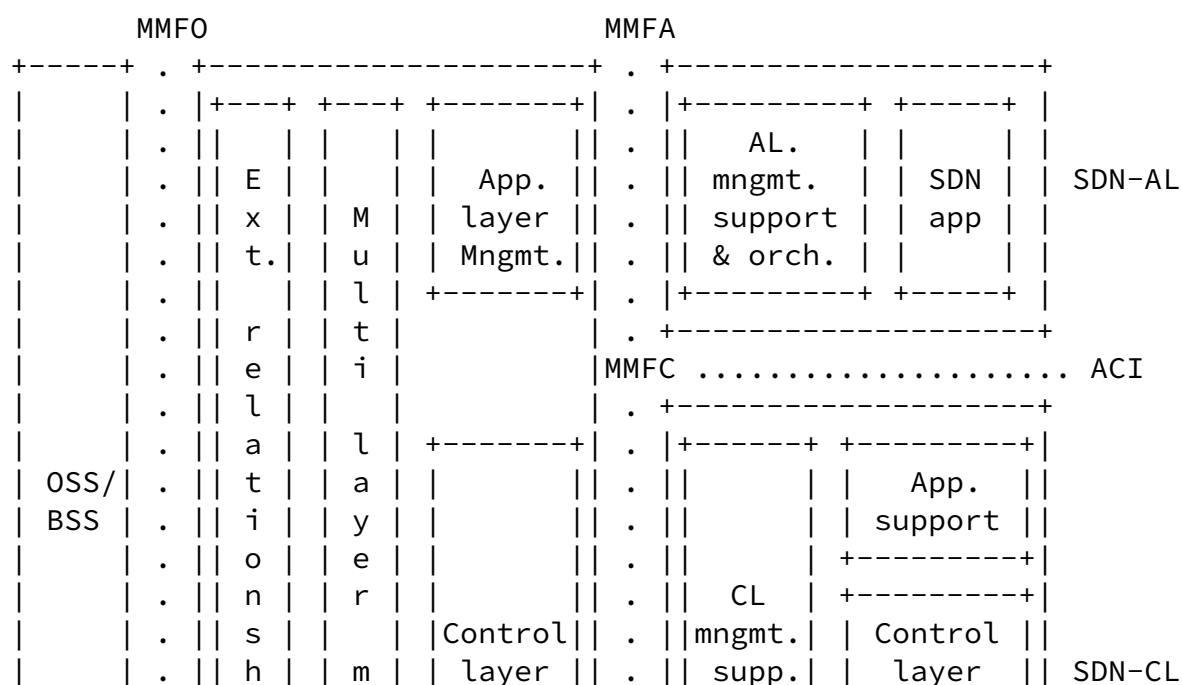 MMFO                       MMFA
+-----+ . +----------------------+ . +---------------------+
|     | . |+---+ +---+ +-------+| . |+----------+ +-----+ |
|     | . ||   | |   | |       || . ||   AL.    | |     | |
|     | . || E | |   | |  App. || . || mngmt.   | | SDN | | SDN-AL
|     | . || x | | M | | layer || . || support  | | app | |
|     | . || t.| | u | | Mngmt.|| . || & orch.  | |     | |
|     | . ||   | | l | +-------+| . |+----------+ +-----+ |
|     | . || r | | t |          | . +---------------------+
|     | . || e | | i |          |MMFC ...................... ACI
|     | . || l | |   |          | . +---------------------+
|     | . || a | | l | +-------+| . |+------+ +----------+|
| OSS/| . || t | | a | |       || . ||      | |   App.   ||
| BSS | . || i | | y | |       || . ||      | | support  ||
|     | . || o | | e | |       || . ||      | +----------+|
|     | . || n | | r | |       || . ||  CL  | +----------+|
|     | . || s | |   | |Control|| . ||mngmt.| | Control  ||
|     | . || h | | m | | layer || . || supp.| |  layer   || SDN-CL